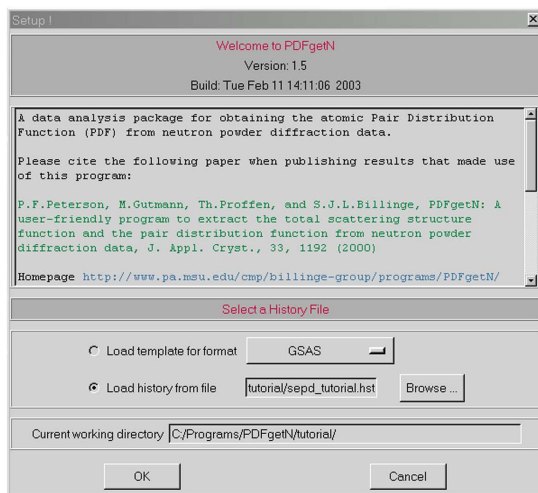 Setup !
Welcome to PDFgetN
Version: 1.5
Build: Tue Feb 11 14:11:06 2003
A data analysis package for obtaining the atomic Pair Distribution
Function (PDF) from neutron powder diffraction data.
Please cite the following paper when publishing results that made use
of this program:
P.F.Peterson, M.Gutmann, Th.Proffen, and S.J.L.Billinge, PDFgetN: A
user-friendly program to extract the total scattering structure
function and the pair distribution function from neutron powder
diffraction data, J. Appl. Cryst., 33, 1192 (2000)
Homepage http://www.pa.msu.edu/cmp/billinge-group/programs/PDFgetN/
Select a History File
Load template for format GSAS
Load history from file tutorial/sepd_tutorial.hst Browse ...
Current working directory C:/Programs/PDFgetN/tutorial/
OK Cancel